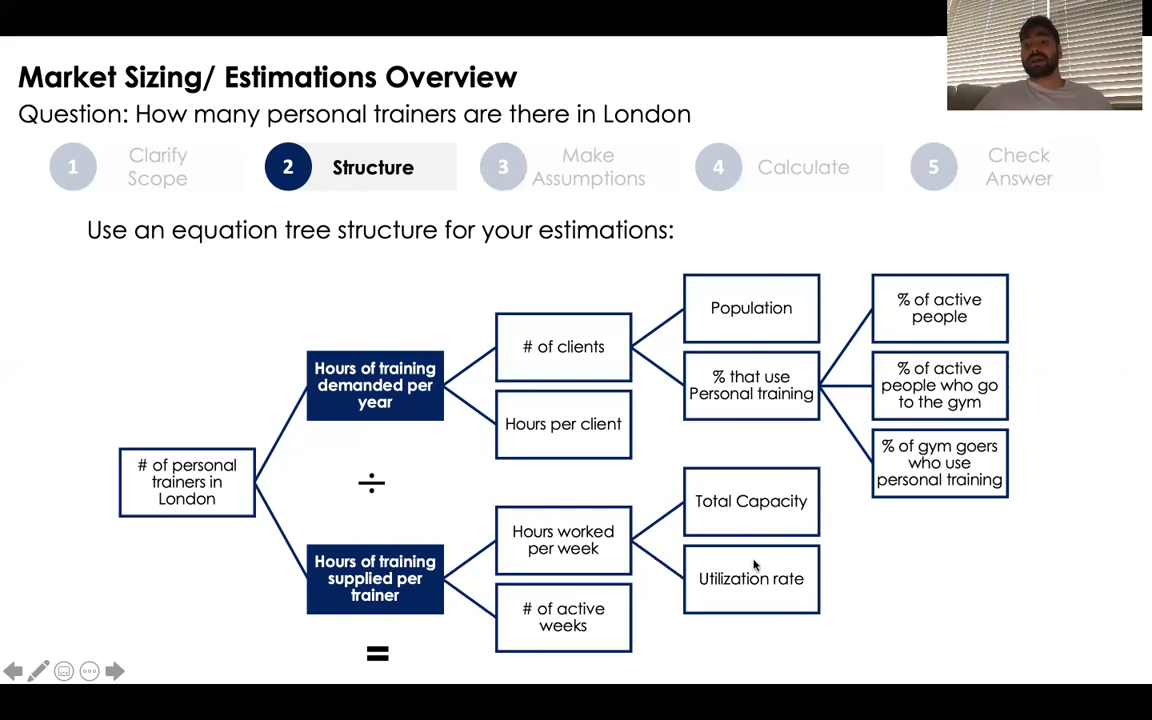 Market Sizing/ Estimations Overview
Question: How many personal trainers are there in London
1
Clarify
Scope
2
Structure
3
Make
Assumptions
4
Calculate
5
Check
Answer
Use an equation tree structure for your estimations:
# of personal
trainers in
London
Hours of training
demanded per
year
÷
Hours of training
supplied per
trainer
=
# of clients
Hours per client
Hours worked
per week
# of active
weeks
Population
% that use
Personal training
Total Capacity
Utilization rate
% of active
people
% of active
people who go
to the gym
% of gym goers
who use
personal training